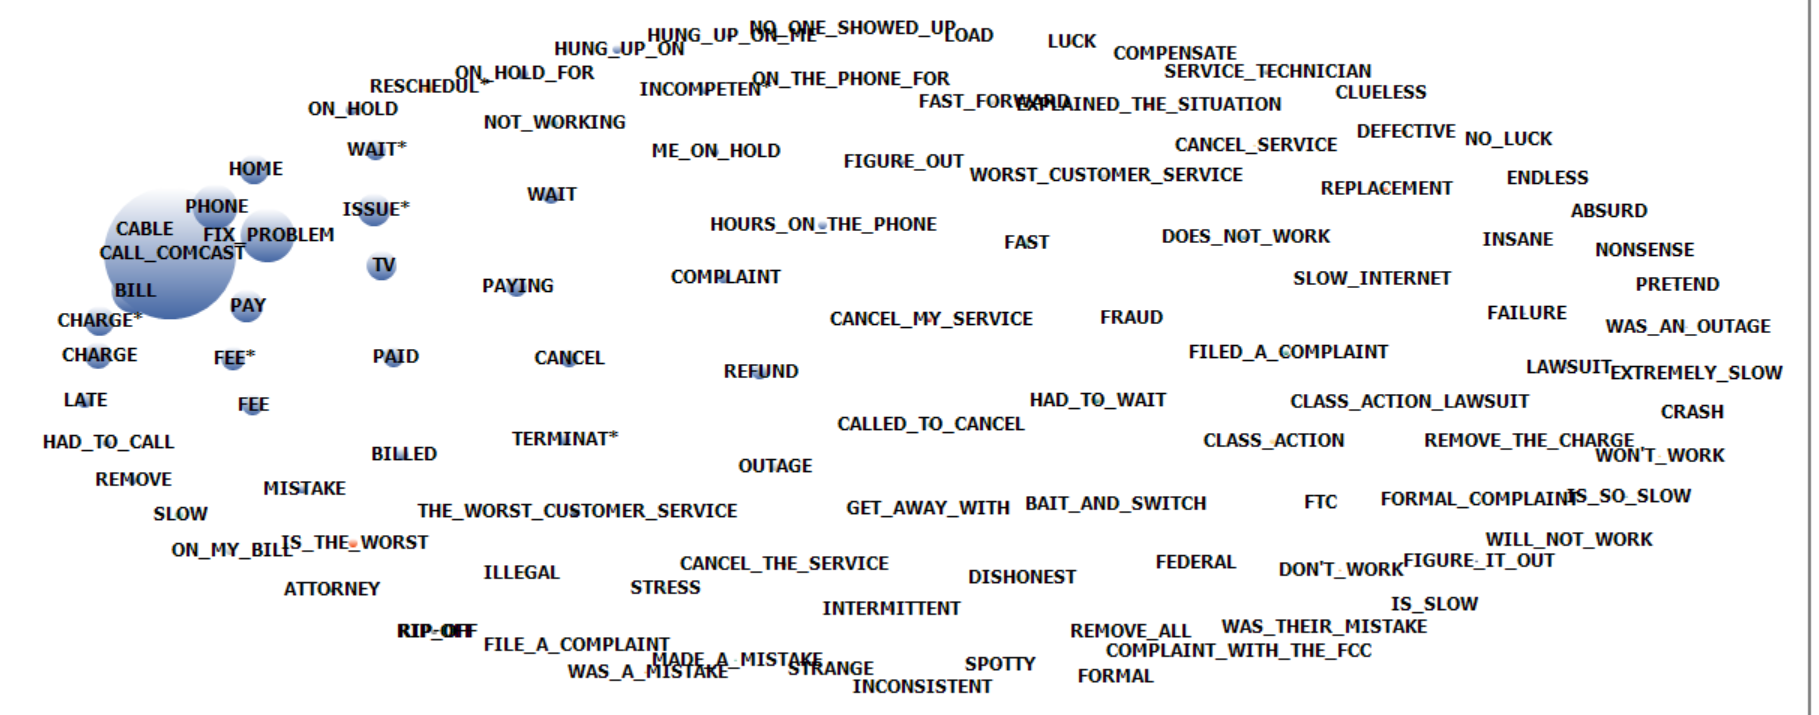 NO_ONE_SHOWED_UP
HUNG_UP_ON_ME
LOAD
LUCK
HUNG_UP_ON
COMPENSATE
ON_HOLD_FOR
SERVICE_TECHNICIAN
ON_THE_PHONE_FOR
RESCHEDUL*
INCOMPETEN*
CLUELESS
FAST_FORWARD
EXPLAINED_THE_SITUATION
ON_HOLD
NOT_WORKING
DEFECTIVE
NO_LUCK
CANCEL_SERVICE
WAIT*
ME_ON_HOLD
FIGURE_OUT
HOME
WORST_CUSTOMER_SERVICE
ENDLESS
REPLACEMENT
WAIT
PHONE
ISSUE*
ABSURD
HOURS_ON_THE_PHONE
CABLE
FIX_PROBLEM
DOES_NOT_WORK
INSANE
FAST
NONSENSE
CALL_COMCAST
TV
COMPLAINT
SLOW_INTERNET
PRETEND
PAYING
BILL
PAY
FAILURE
CHARGE*
CANCEL_MY_SERVICE
FRAUD
WAS_AN_OUTAGE
FILED_A_COMPLAINT
CHARGE
FEE*
PAID
CANCEL
LAWSUIT
REFUND
EXTREMELY_SLOW
LATE
HAD_TO_WAIT
CLASS_ACTION_LAWSUIT
FEE
CRASH
CALLED_TO_CANCEL
TERMINAT*
CLASS_ACTION
REMOVE_THE_CHARGE
HAD_TO_CALL
BILLED
WON'T_WORK
OUTAGE
REMOVE
MISTAKE
IS_SO_SLOW
FORMAL_COMPLAINT
FTC
BAIT_AND_SWITCH
GET_AWAY_WITH
THE_WORST_CUSTOMER_SERVICE
SLOW
WILL_NOT_WORK
IS_THE_WORST
ON_MY_BILL
FIGURE_IT_OUT
FEDERAL
CANCEL_THE_SERVICE
DON'T_WORK
ILLEGAL
DISHONEST
STRESS
ATTORNEY
IS_SLOW
INTERMITTENT
WAS_THEIR_MISTAKE
REMOVE_ALL
FILE_A_COMPLAINT
COMPLAINT_WITH_THE_FCC
MADE_A_MISTAKE
SPOTTY
STRANGE
WAS_A_MISTAKE
FORMAL
INCONSISTENT